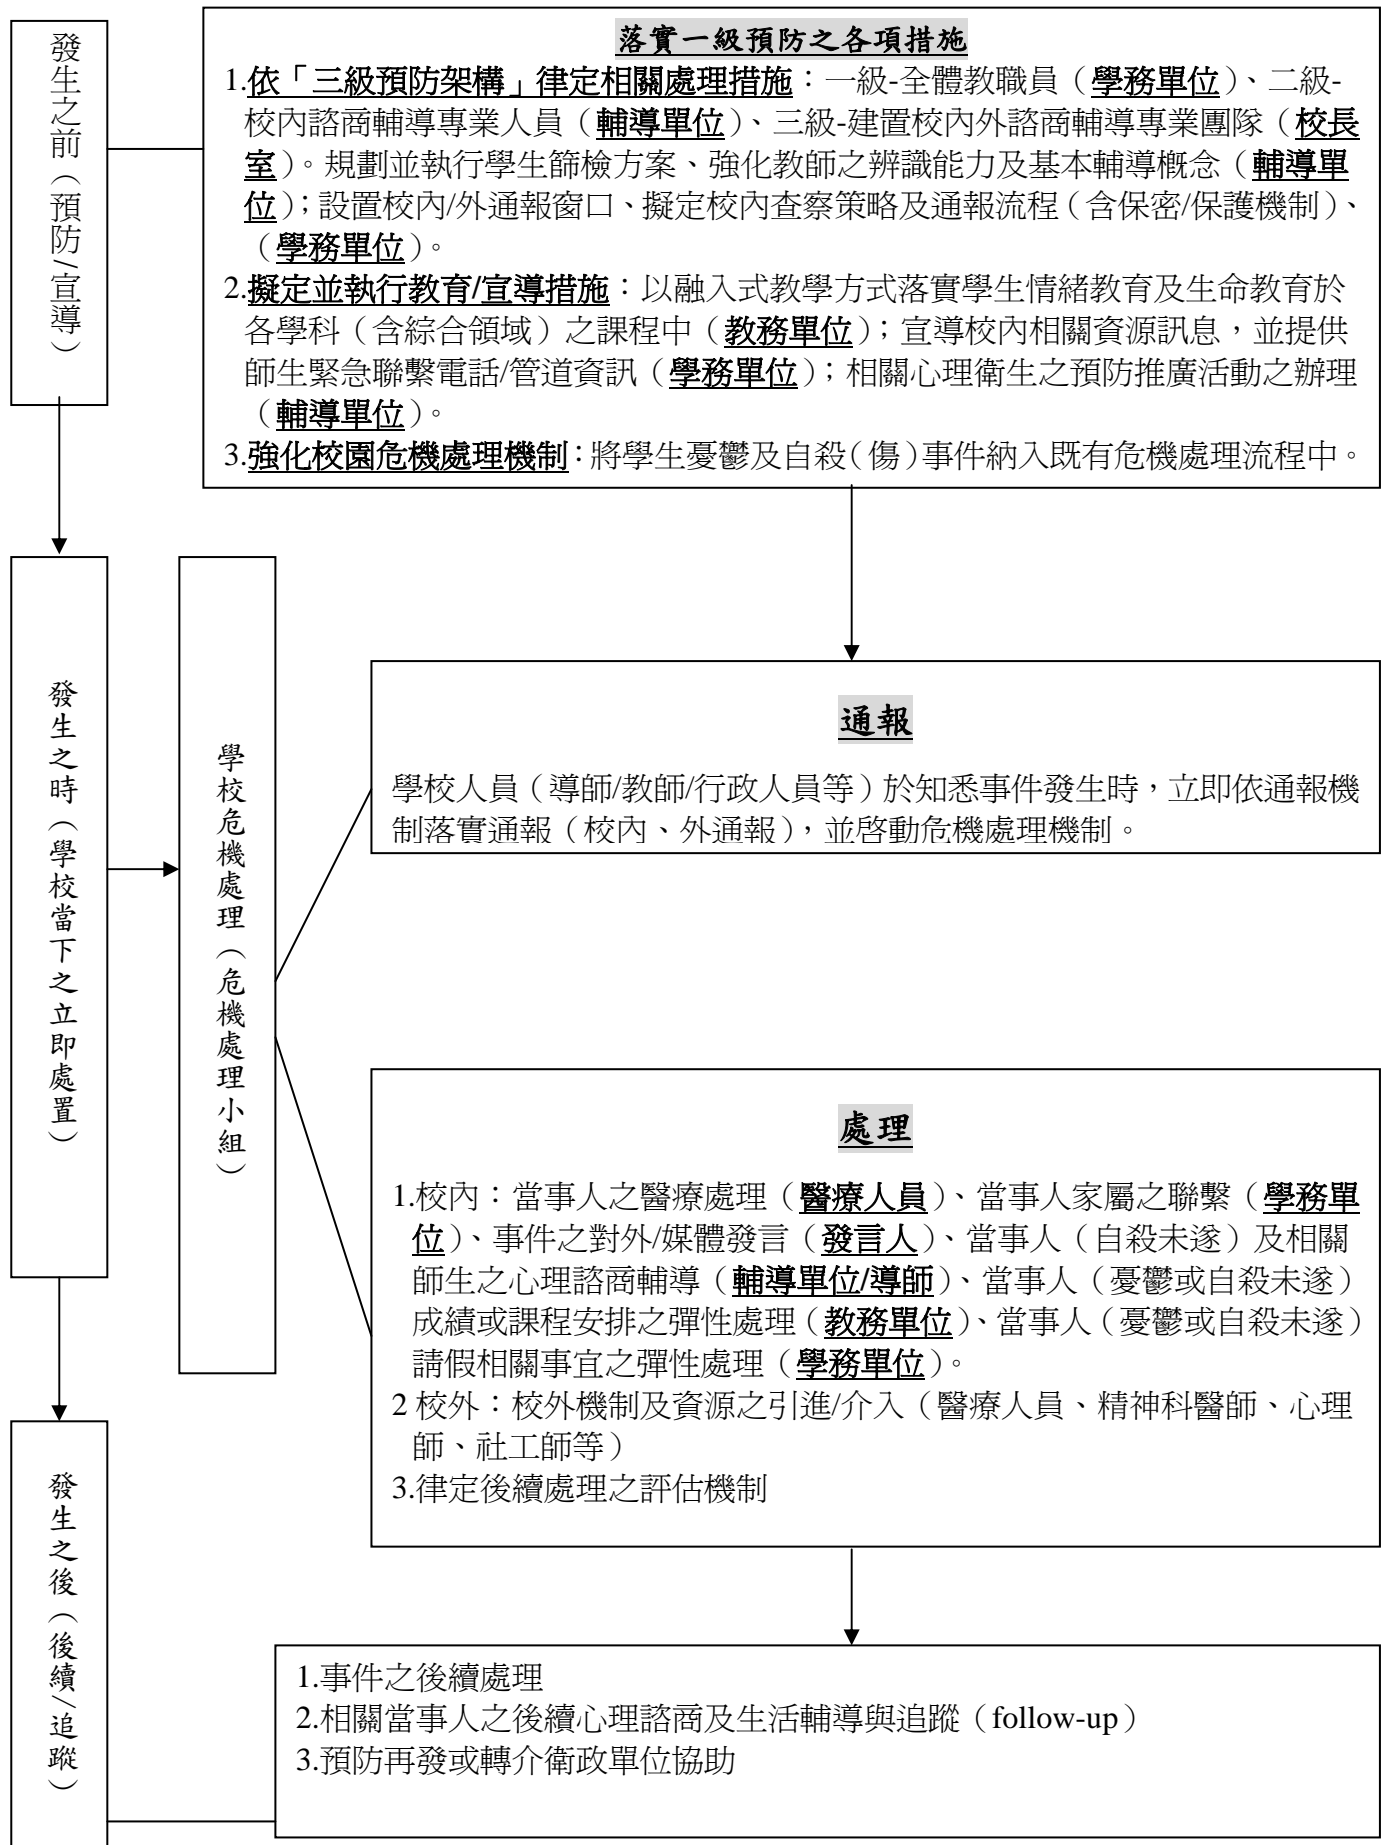 發生之前（預防/宣導）
落實一級預防之各項措施
1.依「三級預防架構」律定相關處理措施：一級-全體教職員（學務單位）、二級-
校內諮商輔導專業人員（輔導單位）、三級-建置校內外諮商輔導專業團隊（校長
室）。規劃並執行學生篩檢方案、強化教師之辨識能力及基本輔導概念（輔導單
位）；設置校內/外通報窗口、擬定校內查察策略及通報流程（含保密/保護機制）、
（學務單位）。
2.擬定並執行教育/宣導措施：以融入式教學方式落實學生情緒教育及生命教育於
各學科（含綜合領域）之課程中（教務單位）；宣導校內相關資源訊息，並提供
師生緊急聯繫電話/管道資訊（學務單位）；相關心理衛生之預防推廣活動之辦理
（輔導單位）。
3.強化校園危機處理機制：將學生憂鬱及自殺（傷）事件納入既有危機處理流程中。
發生之時（學校當下之立即處置）
學校危機處理（危機處理小組）
通報
學校人員（導師/教師/行政人員等）於知悉事件發生時，立即依通報機
制落實通報（校內、外通報），並啓動危機處理機制。
處理
1.校內：當事人之醫療處理（醫療人員）、當事人家屬之聯繫（學務單
位）、事件之對外/媒體發言（發言人）、當事人（自殺未遂）及相關
師生之心理諮商輔導（輔導單位/導師）、當事人（憂鬱或自殺未遂）
成績或課程安排之彈性處理（教務單位）、當事人（憂鬱或自殺未遂）
請假相關事宜之彈性處理（學務單位）。
2 校外：校外機制及資源之引進/介入（醫療人員、精神科醫師、心理
師、社工師等）
3.律定後續處理之評估機制
發生之後（後續/追蹤）
1.事件之後續處理
2.相關當事人之後續心理諮商及生活輔導與追蹤（follow-up）
3.預防再發或轉介衛政單位協助